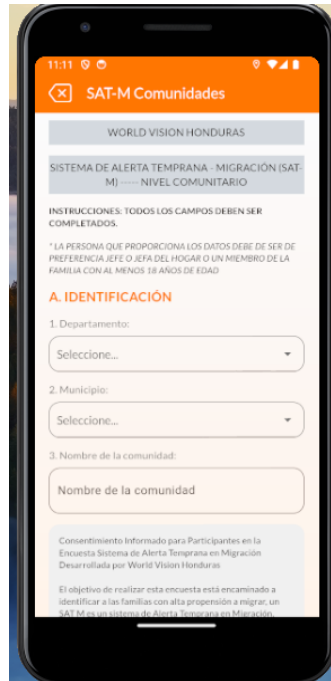 11:11
SAT-M Comunidades
WORLD VISION HONDURAS
SISTEMA DE ALERTA TEMPRANA - MIGRACIÓN (SAT-
M) ----- NIVEL COMUNITARIO
INSTRUCCIONES: TODOS LOS CAMPOS DEBEN SER
COMPLETADOS.
* LA PERSONA QUE PROPORCIONA LOS DATOS DEBE DE SER DE
PREFERENCIA JEFE O JEFA DEL HOGAR O UN MIEMBRO DE LA
FAMILIA CON AL MENOS 18 AÑOS DE EDAD
A. IDENTIFICACIÓN
1. Departamento:
Seleccione...
2. Municipio:
Seleccione...
3. Nombre de la comunidad:
Nombre de la comunidad
Consentimiento Informado para Participantes en la
Encuesta Sistema de Alerta Temprana en Migración
Desarrollada por World Vision Honduras
El objetivo de realizar esta encuesta está encaminado a
identificar a las familias con alta propensión a migrar, un
SAT M es un sistema de Alerta Temprana en Migración,